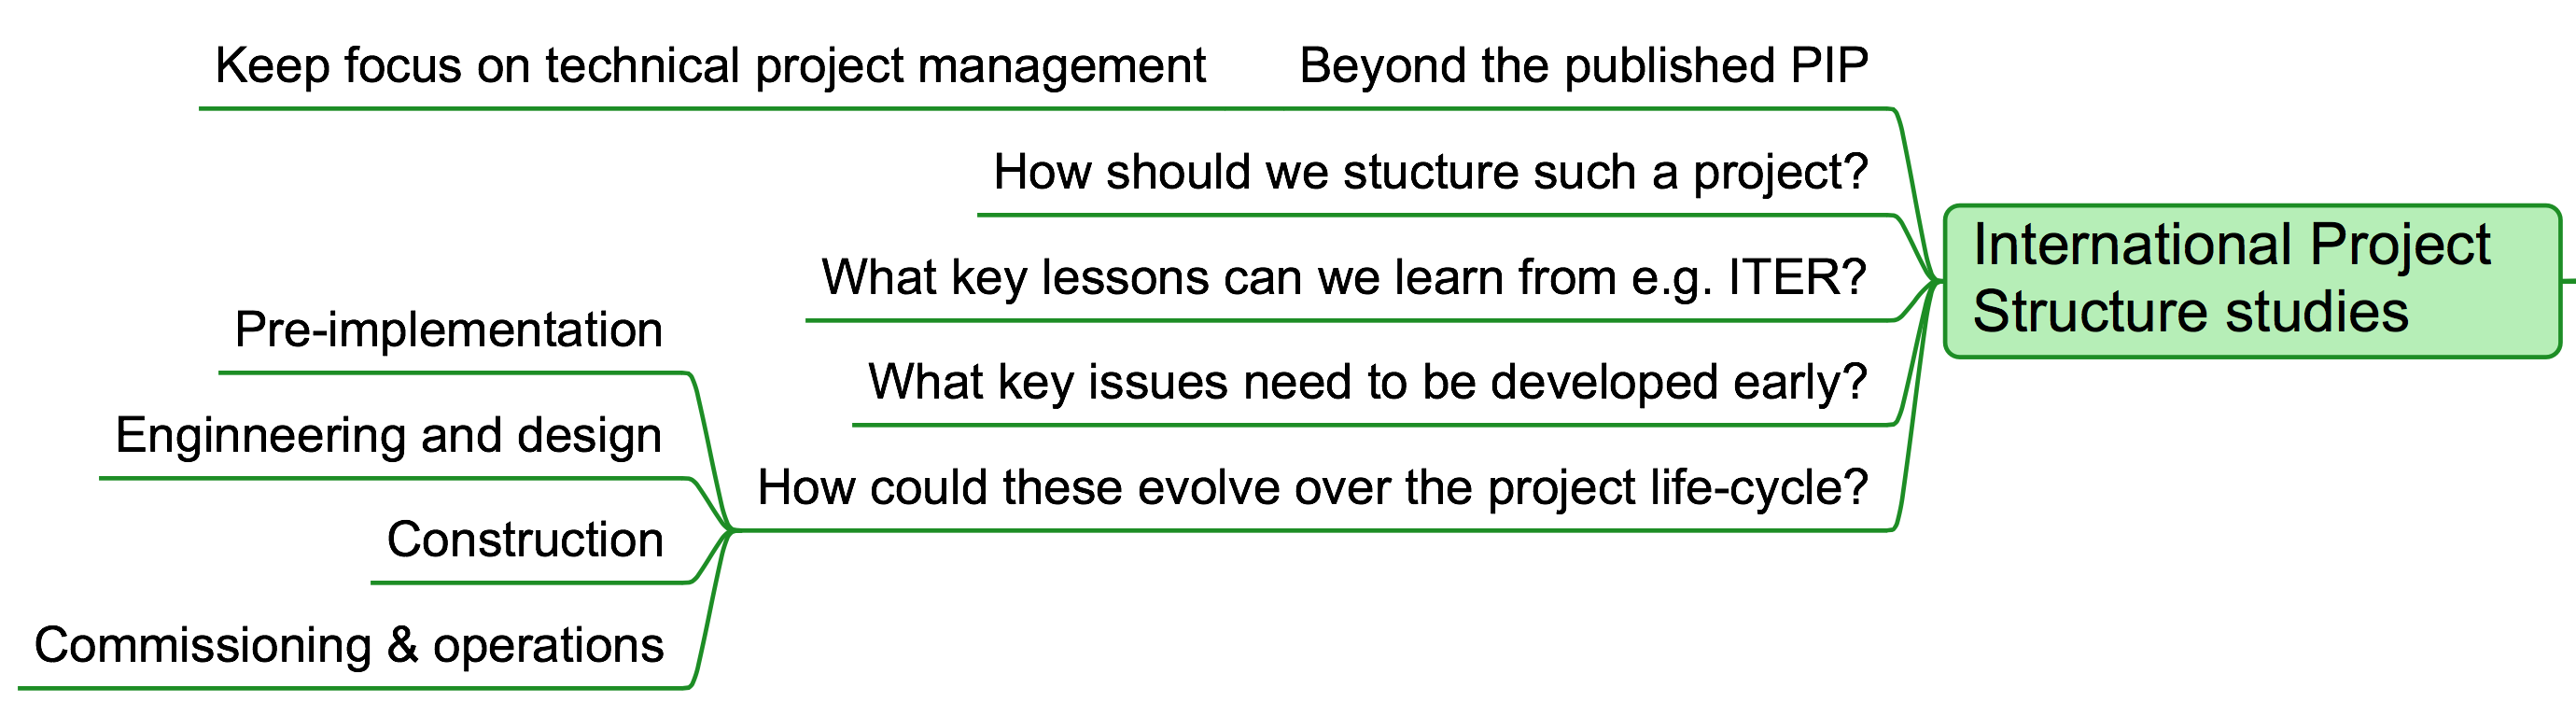 Keep focus on technical project management
Beyond the published PIP
How should we stucture such a project?
What key lessons can we learn from e.g. ITER?
What key issues need to be developed early?
How could these evolve over the project life-cycle?
Pre-implementation
Enginneering and design
Construction
Commissioning & operations
International Project
Structure studies